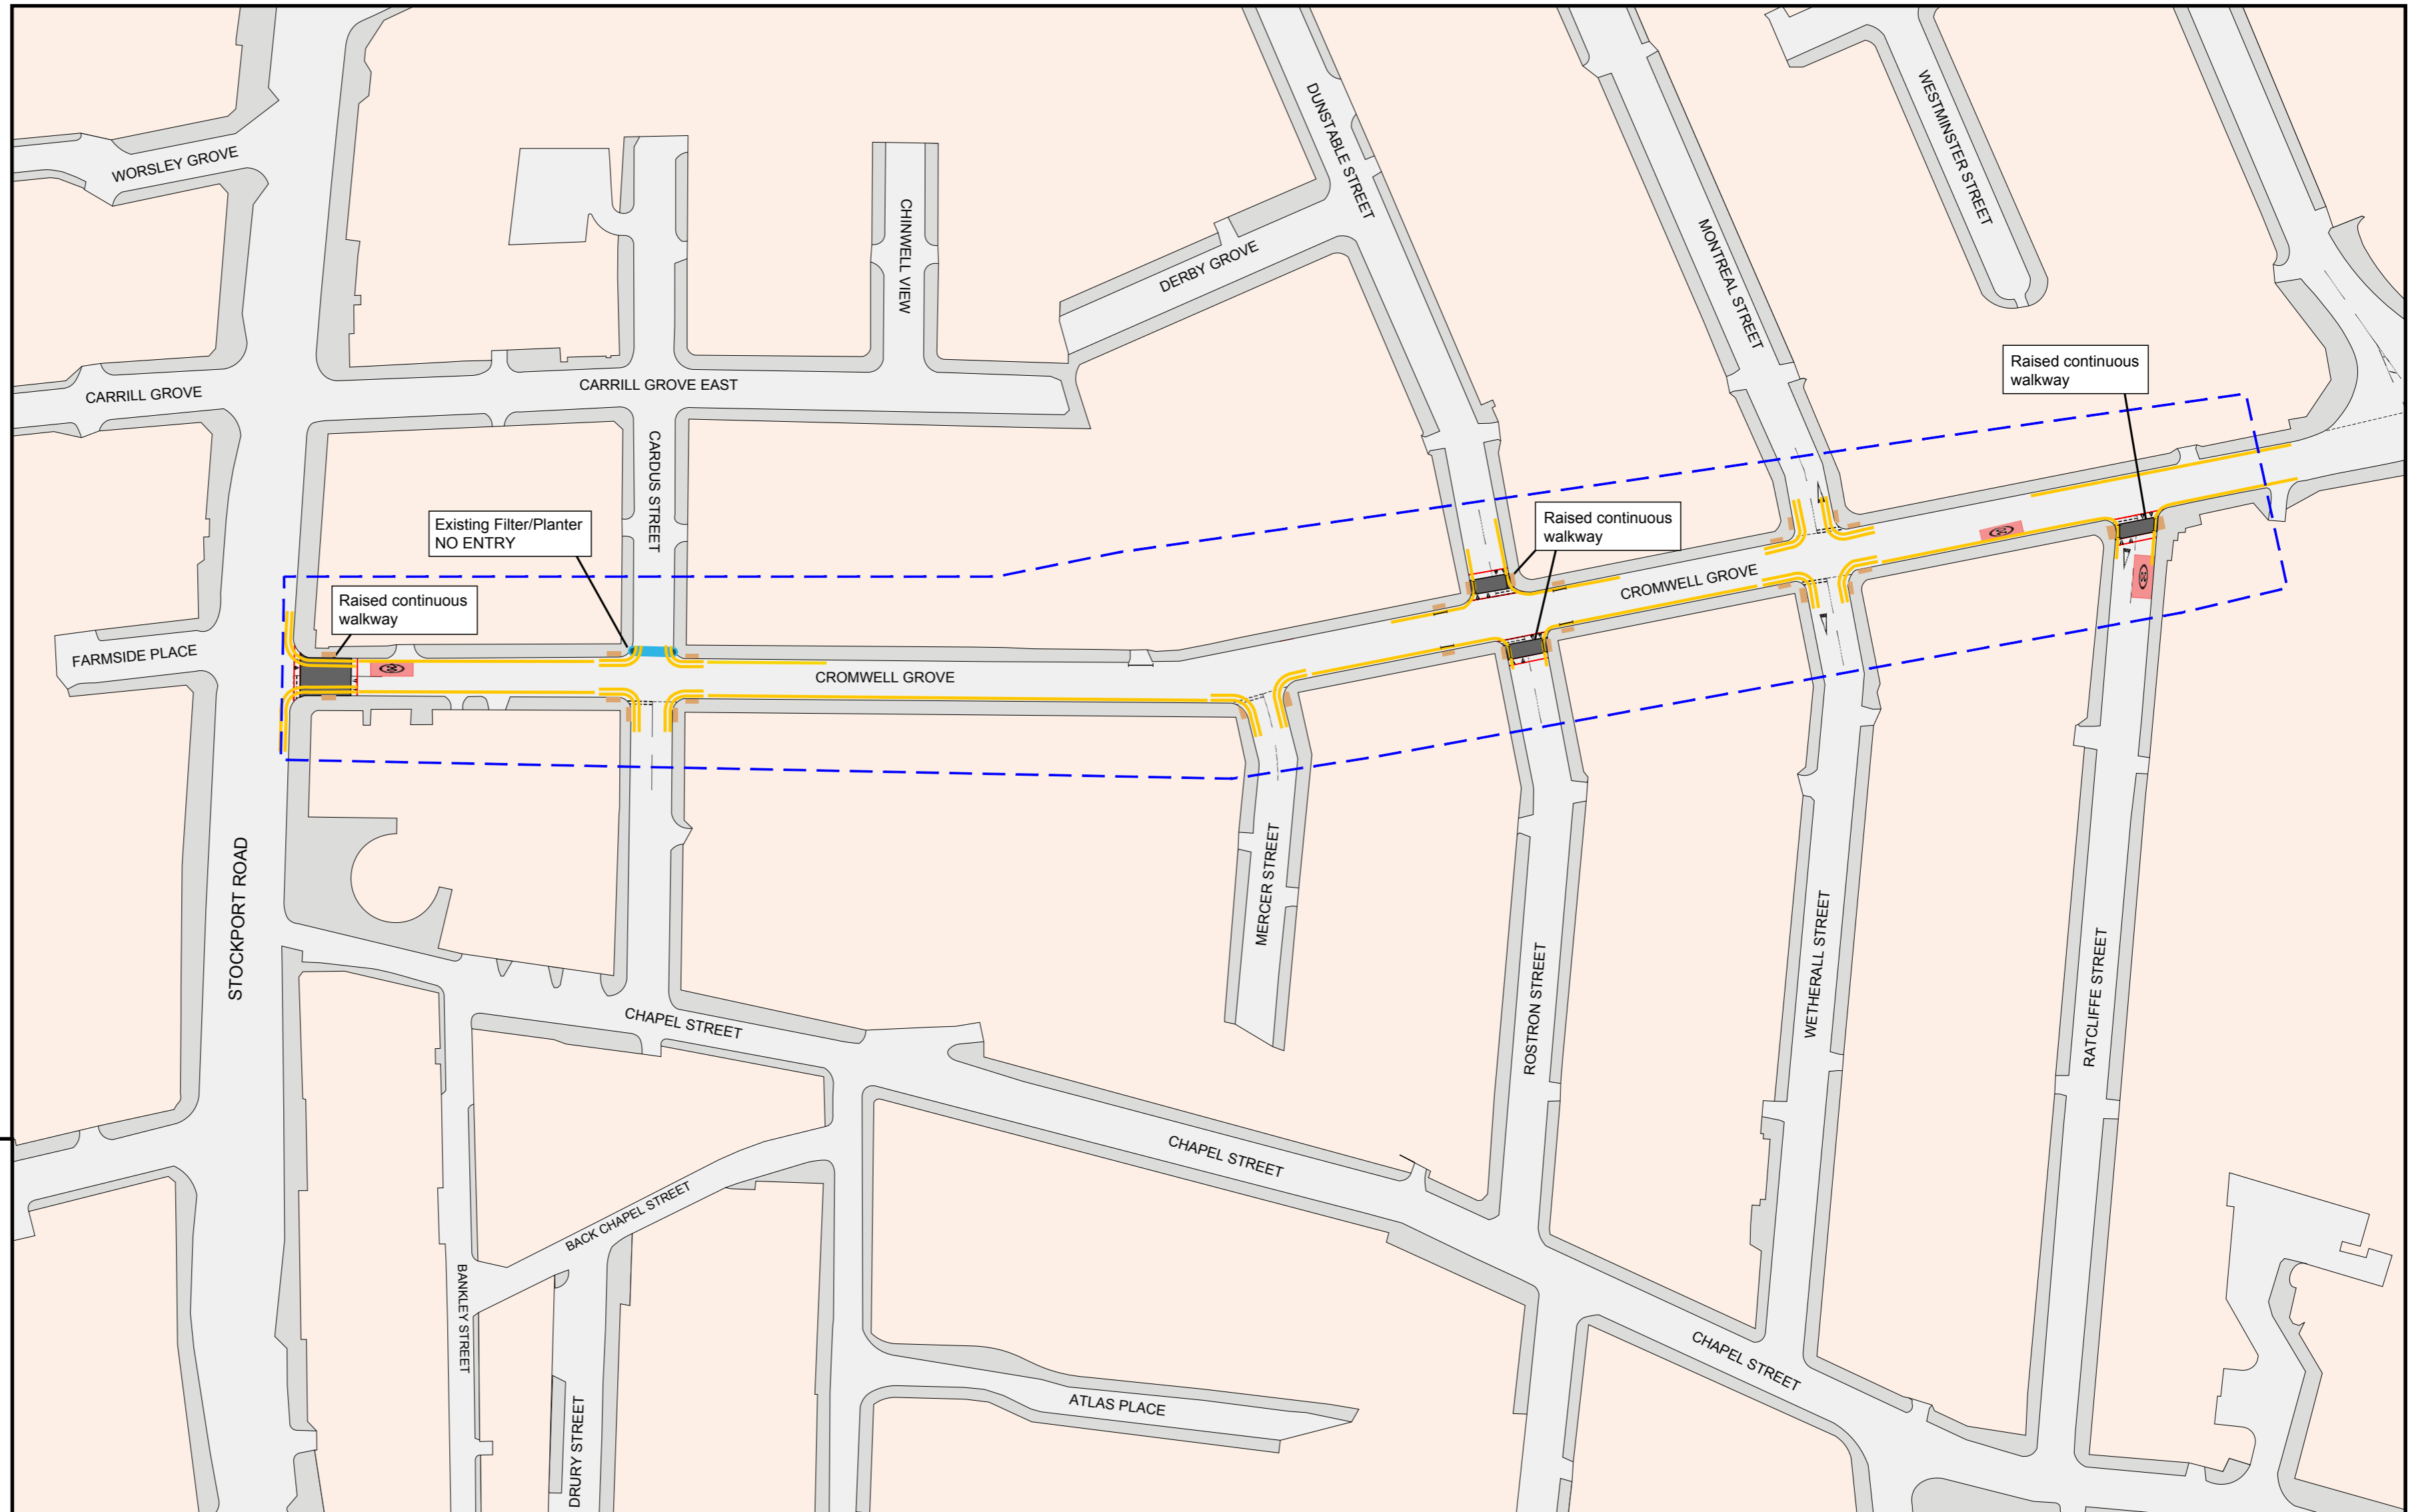 DUNSTABLE STREET
WESTMINSTER STREET
WORSLEY GROVE
CHINWELL VIEW
DERBY GROVE
MONTREAL STREET
Raised continuous
walkway
CARRILL GROVE
CARRILL GROVE EAST
CARDUS STREET
Existing Filter/Planter
NO ENTRY
Raised continuous
walkway
Raised continuous
walkway
CROMWELL GROVE
FARMSIDE PLACE
CROMWELL GROVE
STOCKPORT ROAD
MERCER STREET
ROSTRON STREET
WETHERALL STREET
RATCLIFFE STREET
CHAPEL STREET
CHAPEL STREET
BACK CHAPEL STREET
BANKLEY STREET
CHAPEL STREET
DRURY STREET
ATLAS PLACE